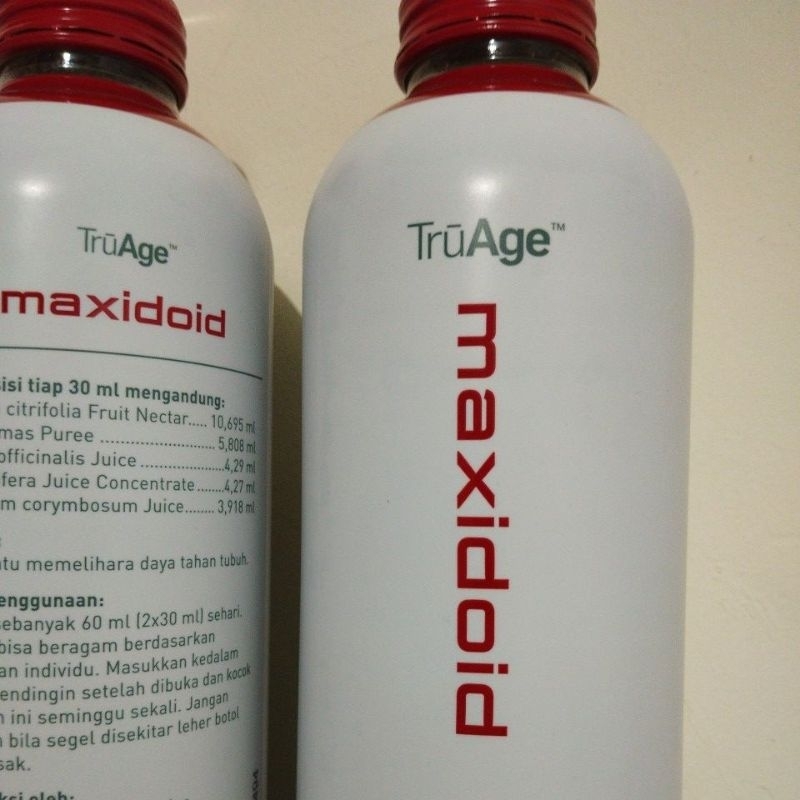 TrūAge™
maxidoid
isi tiap 30 ml mengandung:
citrifolia Fruit Nectar..... 10,695 ml
mas Puree ........................... 5,808 ml
officinalis Juice ....................4,29 ml
fera Juice Concentrate........4,27 ml
m corymbosum Juice........ 3,918 ml
tu memelihara daya tahan tubuh.
enggunaan:
sebanyak 60 ml (2x30 ml) sehari.
bisa beragam berdasarkan
an individu. Masukkan kedalam
endingin setelah dibuka dan kocok
n ini seminggu sekali. Jangan
bila segel disekitar leher botol
sak.
ksi oleh:
TrūAge™
maxidoid